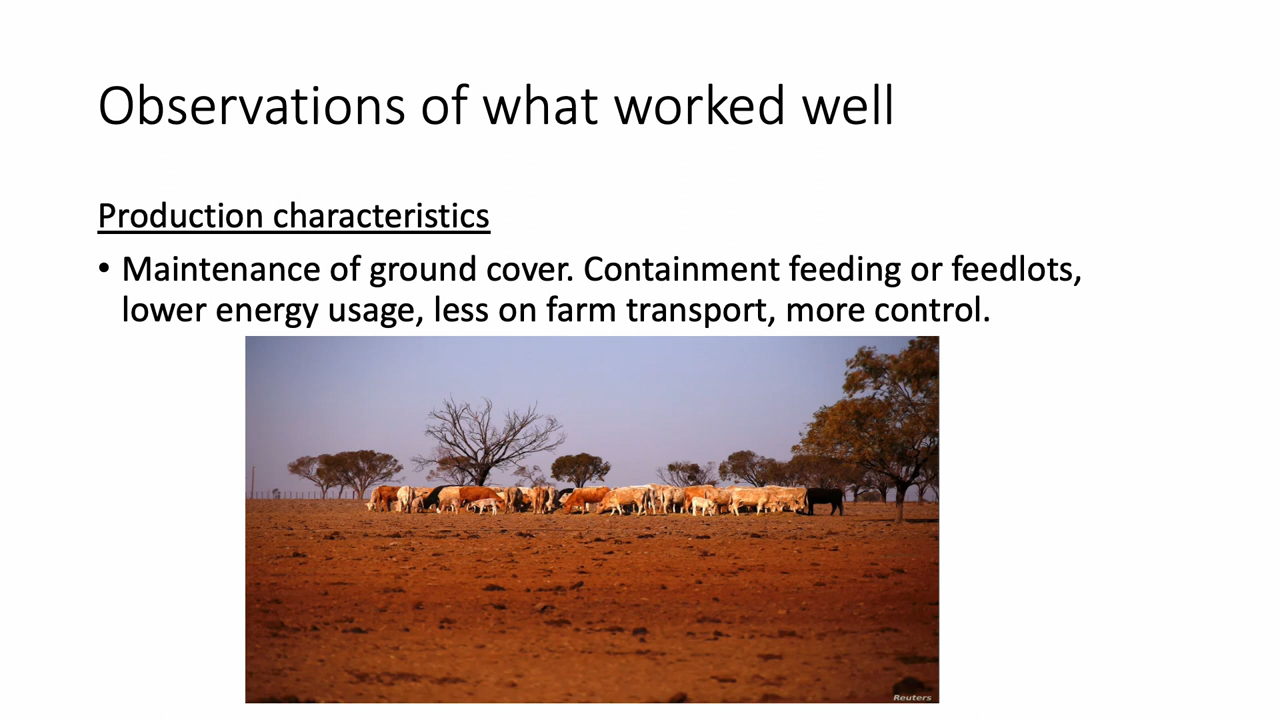 Observations of what worked well
Production characteristics
• Maintenance of ground cover. Containment feeding or feedlots,
lower energy usage, less on farm transport, more control.
Reuters